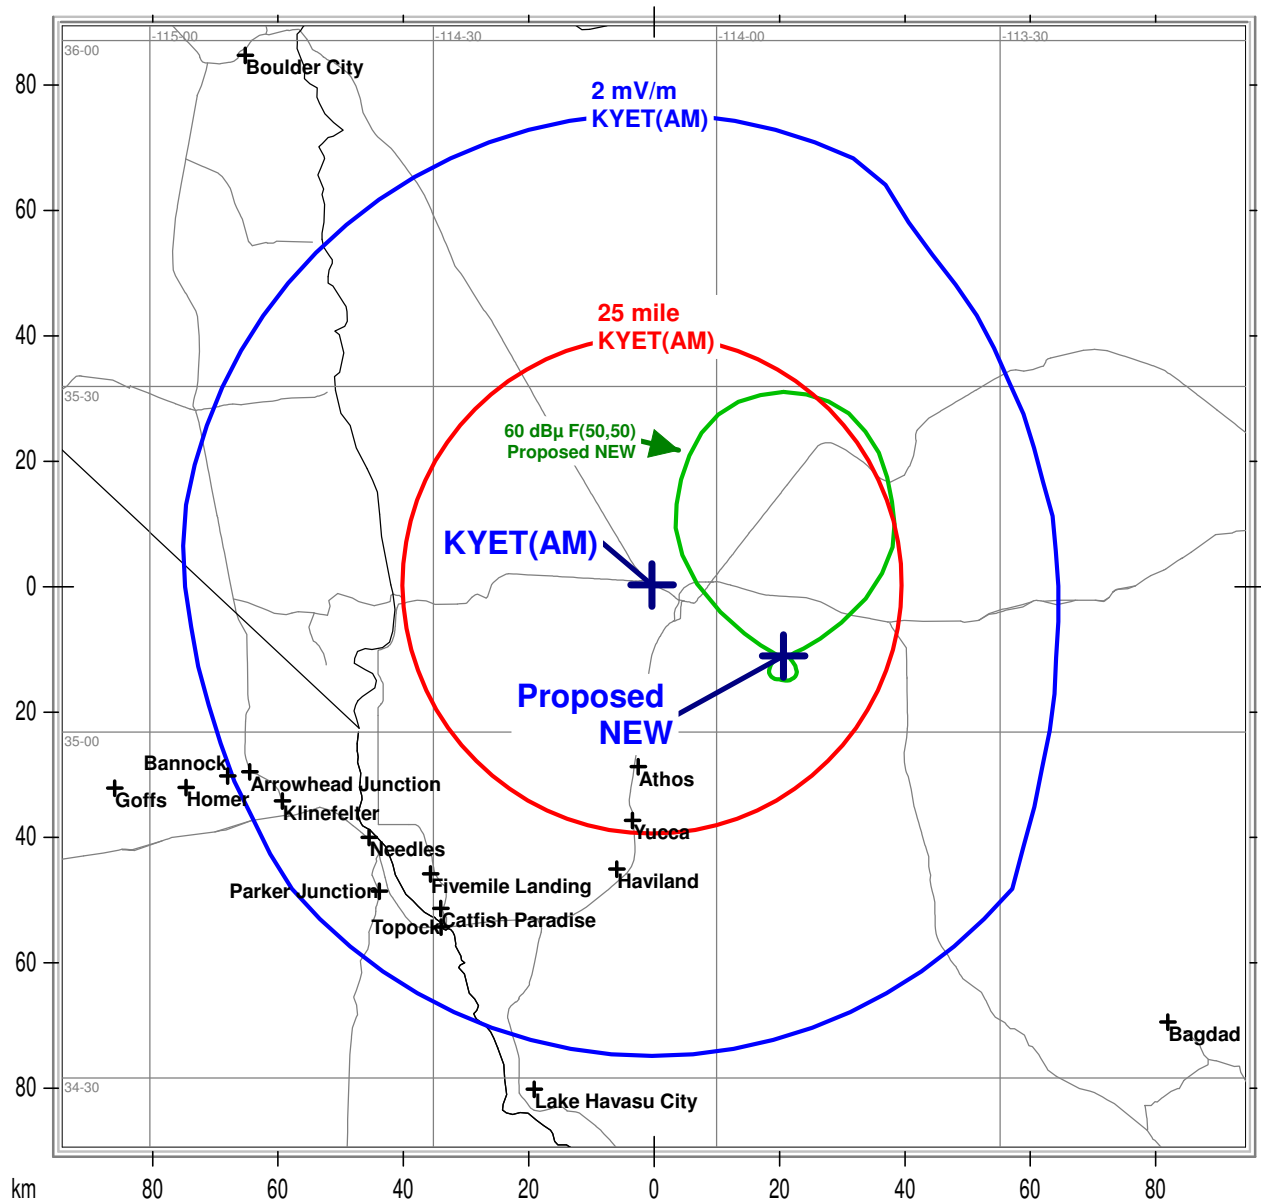 36-00
-115-00
-114-30
-114-00
-113-30
Boulder City
80
2 mV/m
KYET(AM)
60
40
25 mile
KYET(AM)
35-30
60 dBµ F(50,50)
Proposed NEW
20
KYET(AM)
0
Proposed
NEW
20
35-00
Bannock
Arrowhead Junction
Athos
Goffs
Homer
Klinefelter
Yucca
40
Needles
Haviland
Fivemile Landing
Parker Junction
Catfish Paradise
Topock
60
Bagdad
80
34-30
Lake Havasu City
km
80
60
40
20
0
20
40
60
80